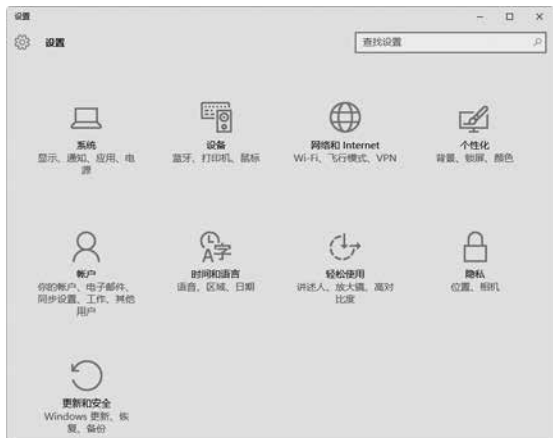 设置
设置
查找设置
系统
显示、通知、应用、电
源
设备
蓝牙、打印机、鼠标
网络和 Internet
Wi-Fi、飞行模式、VPN
个性化
背景、锁屏、颜色
帐户
你的帐户、电子邮件、
同步设置、工作、其他
用户
时间和语言
语音、区域、日期
轻松使用
讲述人、放大镜、高对
比度
隐私
位置、相机
更新和安全
Windows 更新、恢
复、备份